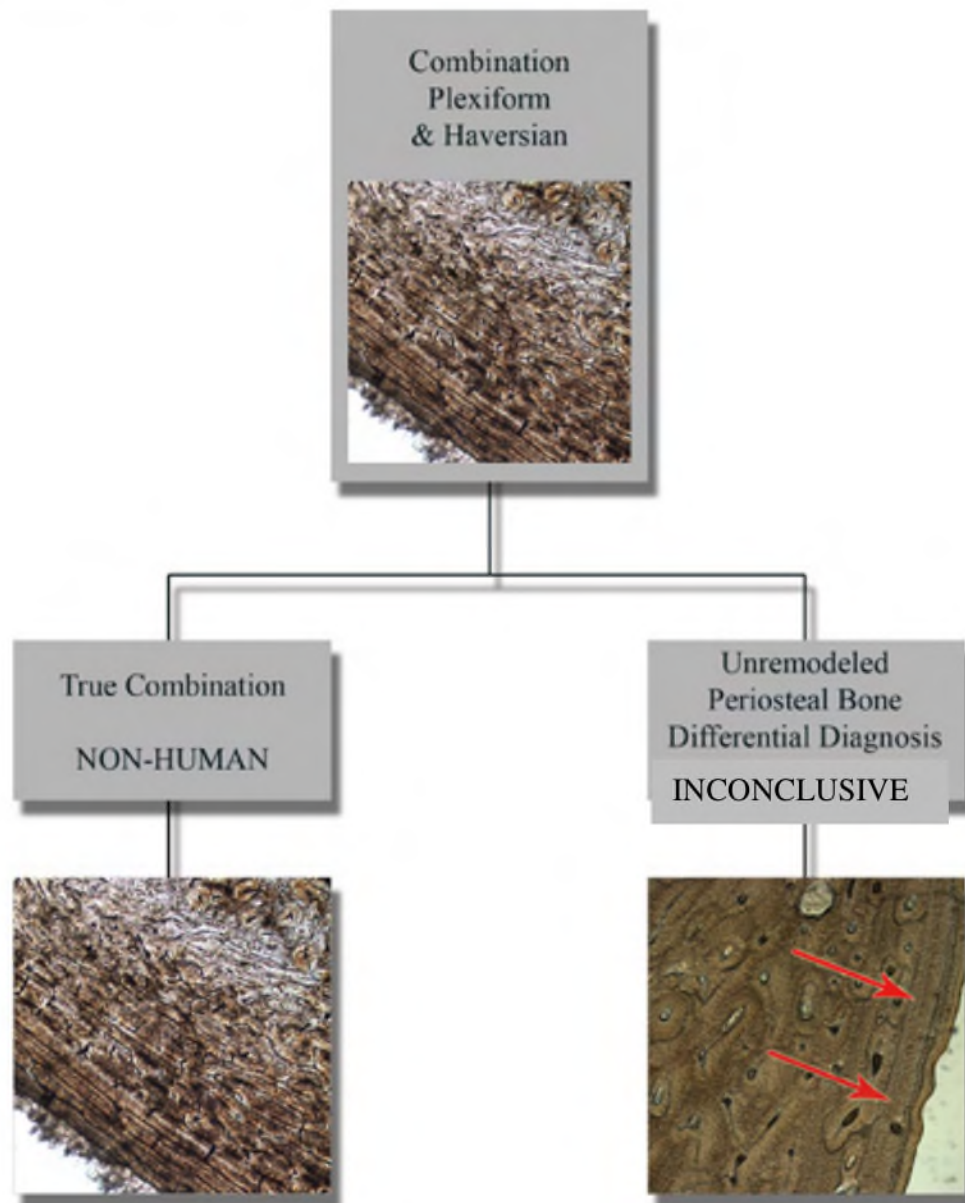 Combination
Plexiform
& Haversian
True Combination
NON-HUMAN
Unremodeled
Periosteal Bone
Differential Diagnosis
INCONCLUSIVE